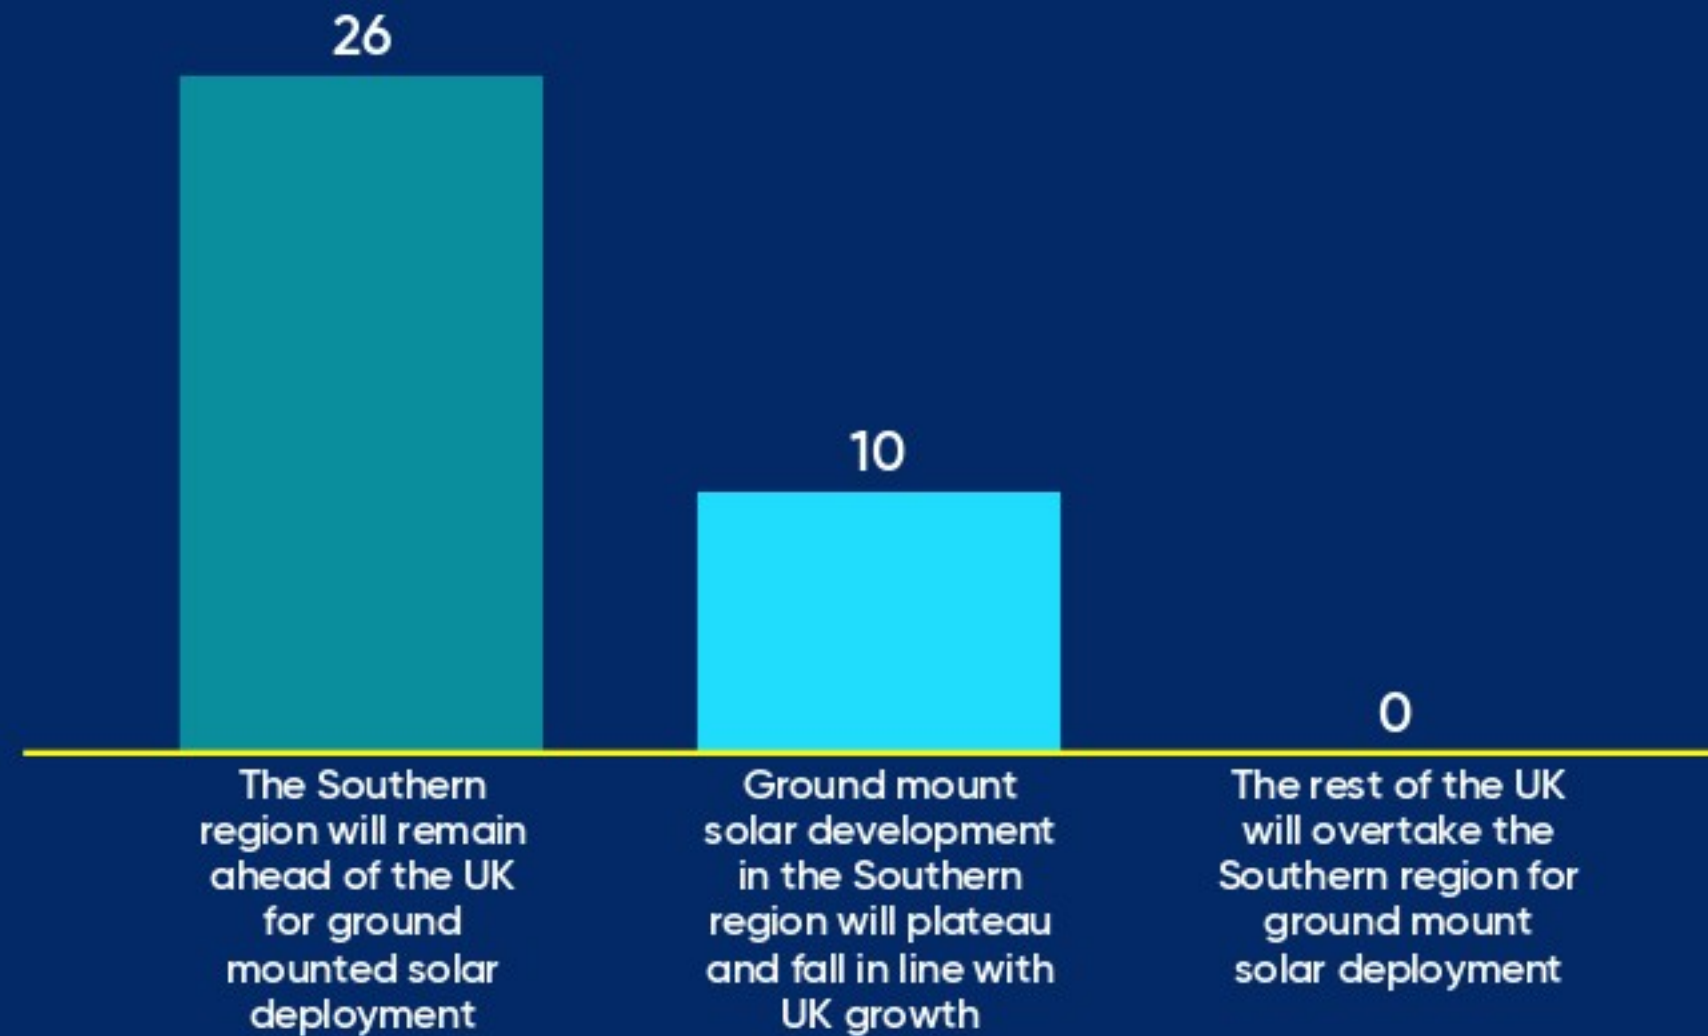 26
10
0
The Southern
region will remain
ahead of the UK
for ground
mounted solar
deployment
Ground mount
solar development
in the Southern
region will plateau
and fall in line with
UK growth
The rest of the UK
will overtake the
Southern region for
ground mount
solar deployment